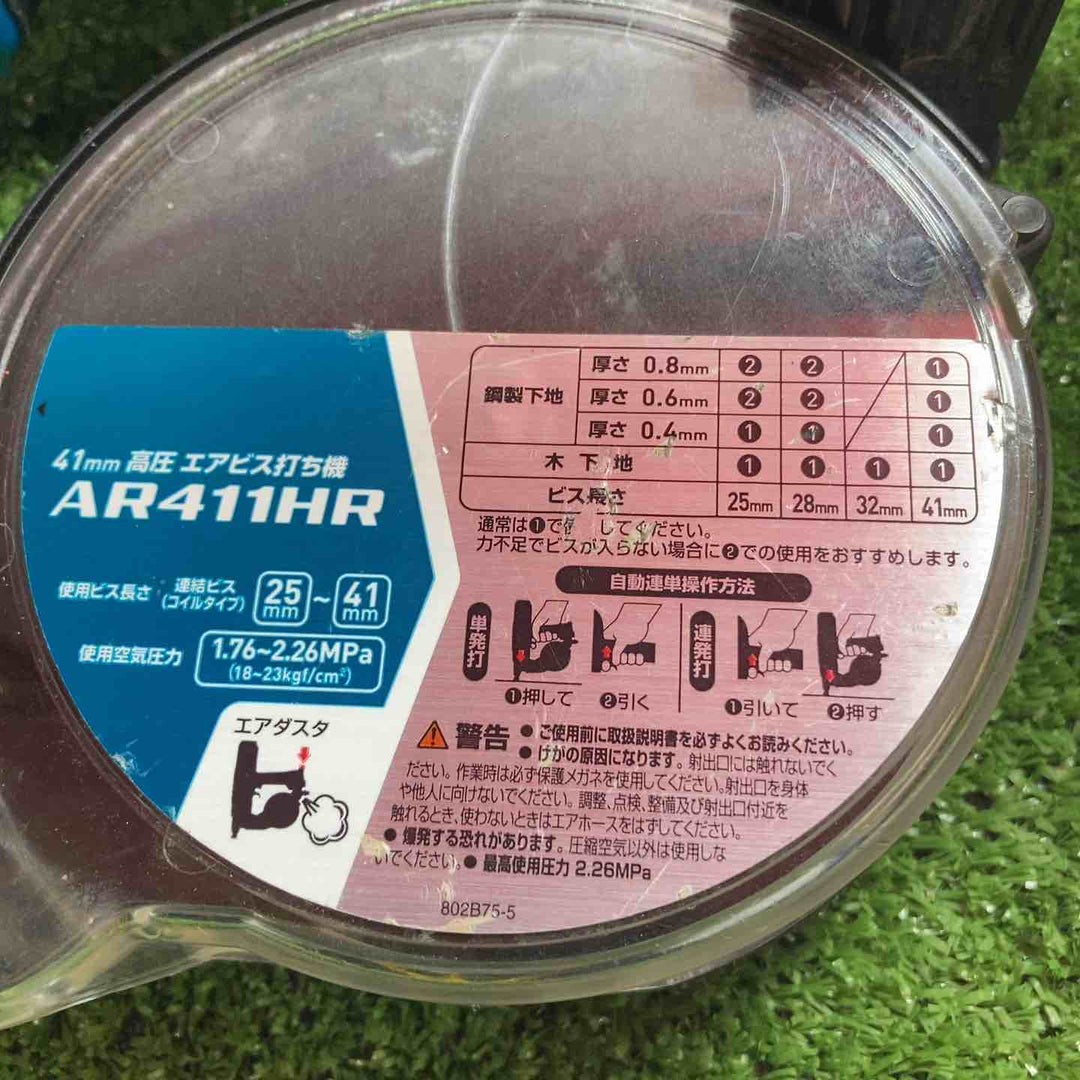 41mm 高圧 エアビス打ち機
AR411HR
使用ビス長さ 連結ビス (コイルタイプ) 25mm ~ 41mm
使用空気圧力 1.76~2.26MPa
(18~23kgf/cm²)
エアダスタ
鋼製下地 厚さ 0.8mm ❷ ❷ ❶
厚さ 0.6mm ❷ ❷ ❶
厚さ 0.4mm ❶ ❶ ❶
木下地 ❶ ❶ ❶ ❶
ビス長さ 25mm 28mm 32mm 41mm
通常は❶で してください。
力不足でビスが入らない場合に❷での使用をおすすめします。
自動連単操作方法
単発打 ❶押して ❷引く
連発打 ❶引いて ❷押す
警告 ●ご使用前に取扱説明書を必ずよくお読みください。
●けがの原因になります。射出口には触れないでく
ださい。作業時は必ず保護メガネを使用してください。射出口を身体
や他人に向けないでください。調整、点検、整備及び射出口付近を
触れるとき、使わないときはエアホースをはずしてください。
●爆発する恐れがあります。圧縮空気以外は使用しな
いでください。●最高使用圧力 2.26MPa
802B75-5